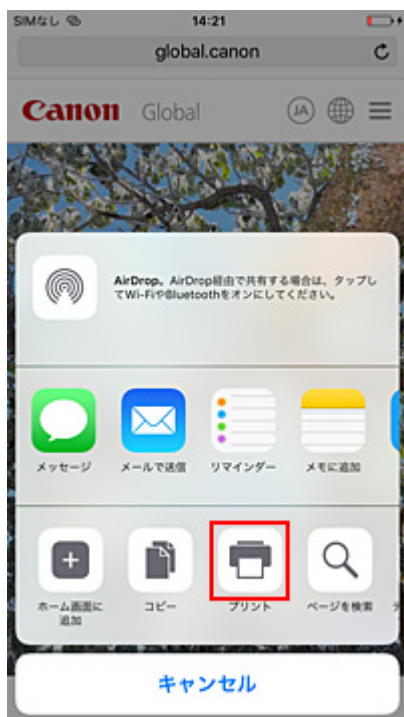 SIMなし
14:21
global.canon
Canon Global
JA
AirDrop。AirDrop経由で共有する場合は、タップし
てWi-FiやBluetoothをオンにしてください。
メッセージ
メールで送信
リマインダー
メモに追加
ホーム画面に
追加
コピー
プリント
ページを検索
キャンセル